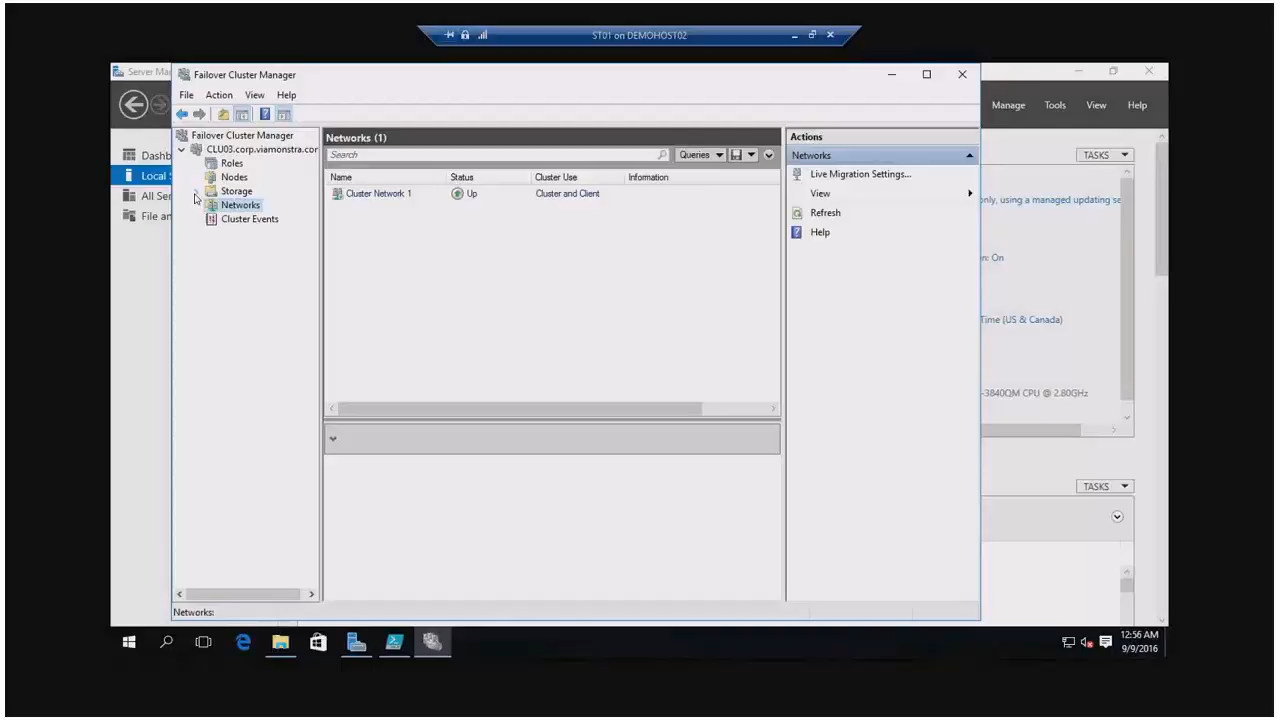 ST01 on DEMOHOST02
Server Ma
Failover Cluster Manager
File Action View Help
Manage Tools View Help
Failover Cluster Manager
CLU03.corp.viamonstra.cor
Roles
Nodes
Storage
Networks
Cluster Events
Dashb
Local S
All Ser
File an
Networks (1)
Search
Queries
Name Status Cluster Use Information
Cluster Network 1 Up Cluster and Client
Actions
Networks
Live Migration Settings...
View
Refresh
Help
TASKS
only, using a managed updating se
n: On
Time (US & Canada)
-3840QM CPU @ 2.80GHz
TASKS
Networks:
12:56 AM
9/9/2016